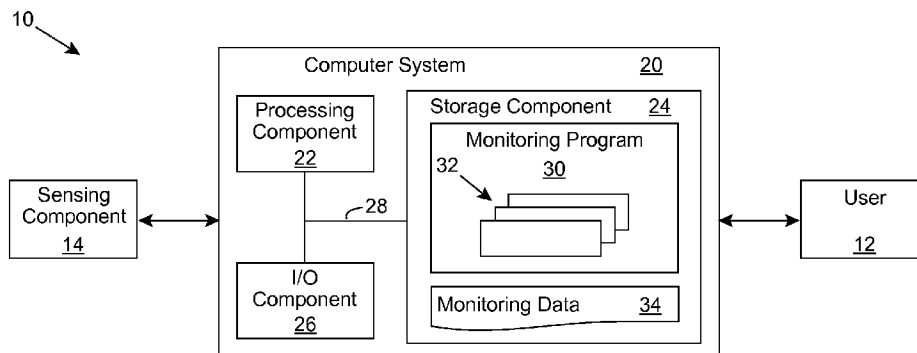 10
Computer System 20
Processing
Component
22
Storage Component 24
Monitoring Program
30
32
Sensing
Component
14
28
User
12
I/O
Component
26
Monitoring Data 34